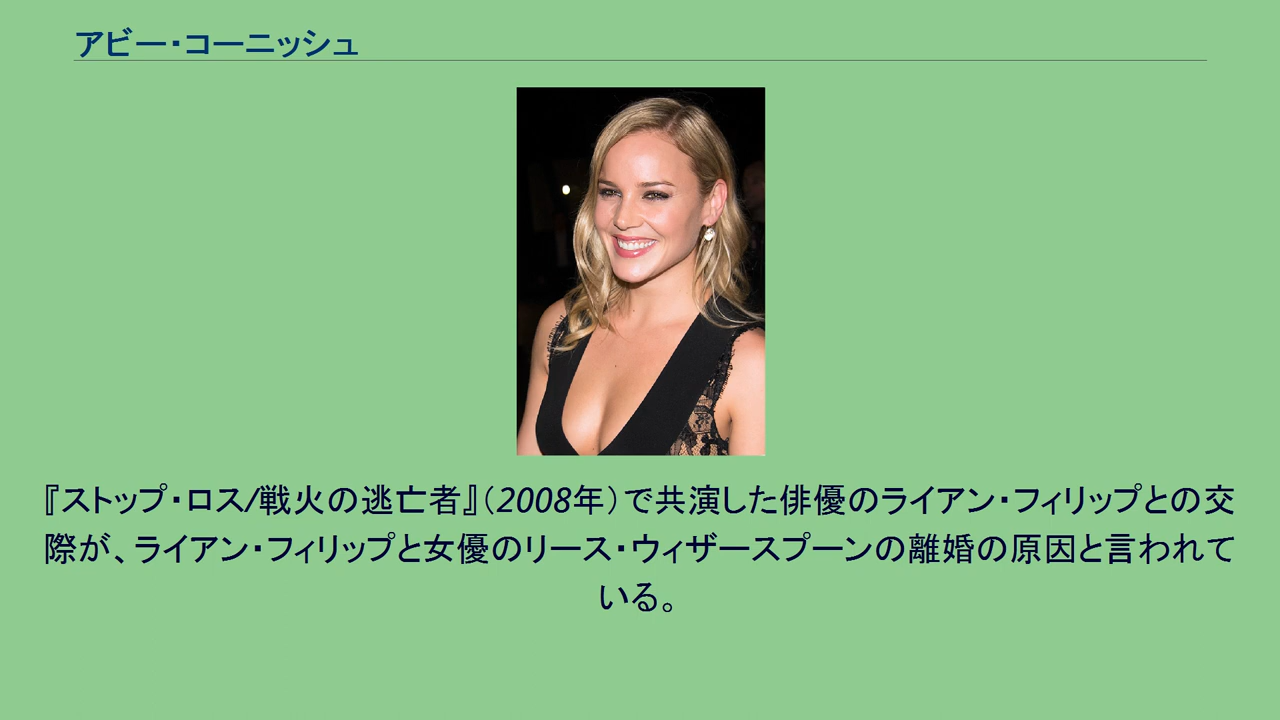 アビー・コーニッシュ
『ストップ・ロス/戦火の逃亡者』（2008年）で共演した俳優のライアン・フィリップとの交
際が、ライアン・フィリップと女優のリース・ウィザースプーンの離婚の原因と言われて
いる。